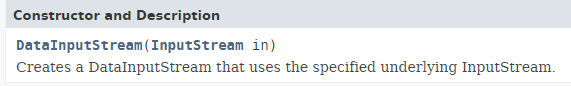 Constructor and Description
DataInputStream(InputStream in)
Creates a DataInputStream that uses the specified underlying InputStream.